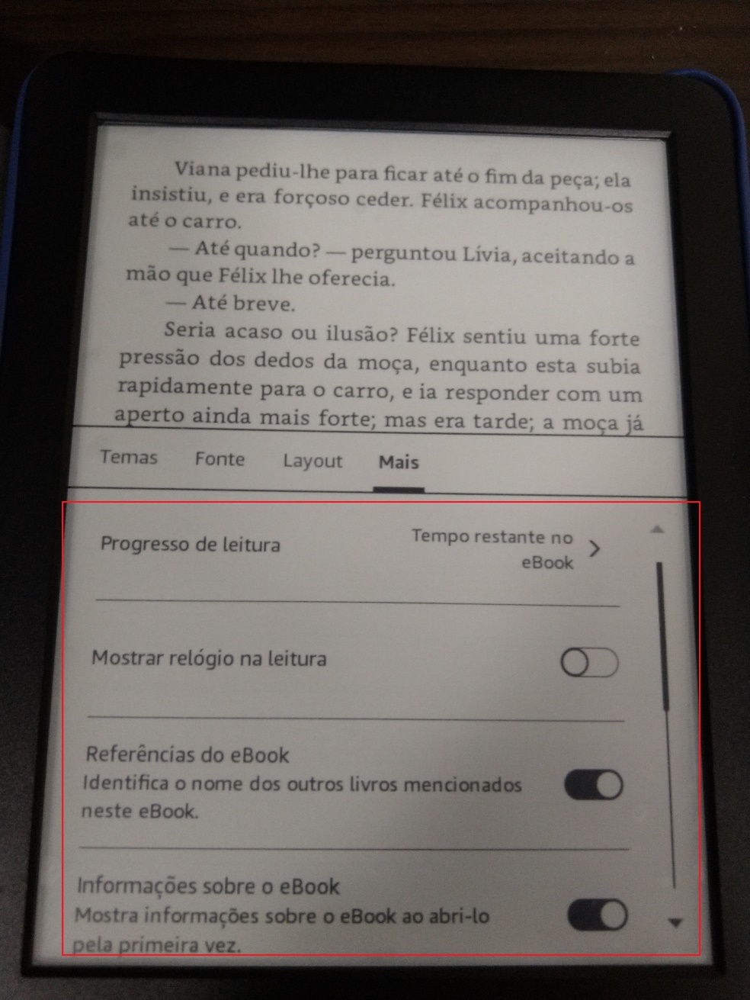 Viana pediu-lhe para ficar até o fim da peça; ela
insistiu, e era forçoso ceder. Félix acompanhou-os
até o carro.
— Até quando? — perguntou Lívia, aceitando a
mão que Félix lhe oferecia.
— Até breve.
Seria acaso ou ilusão? Félix sentiu uma forte
pressão dos dedos da moça, enquanto esta subia
rapidamente para o carro, e ia responder com um
aperto ainda mais forte; mas era tarde; a moça já
Temas Fonte Layout Mais
Progresso de leitura Tempo restante no
eBook
Mostrar relógio na leitura
Referências do eBook
Identifica o nome dos outros livros mencionados
neste eBook.
Informações sobre o eBook
Mostra informações sobre o eBook ao abri-lo
pela primeira vez.